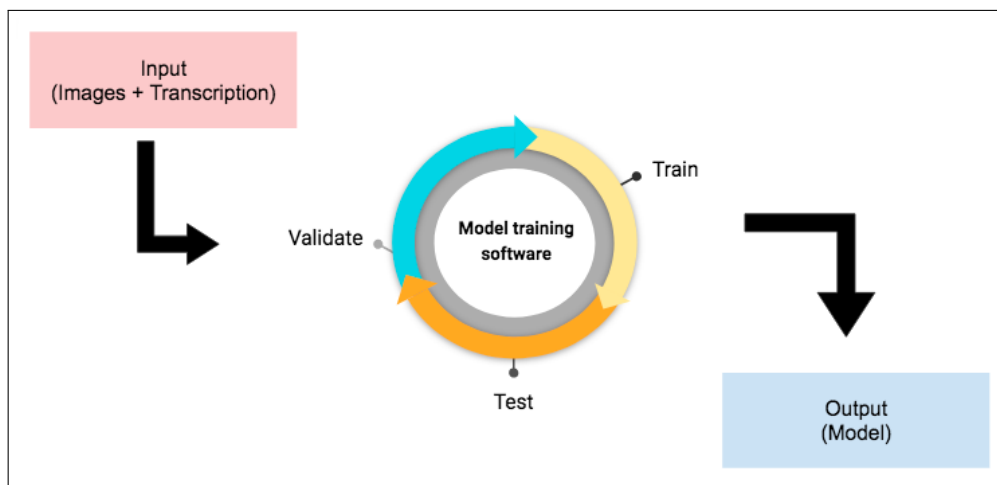 Input
(Images + Transcription)
Train
Validate
Model training
software
Test
Output
(Model)